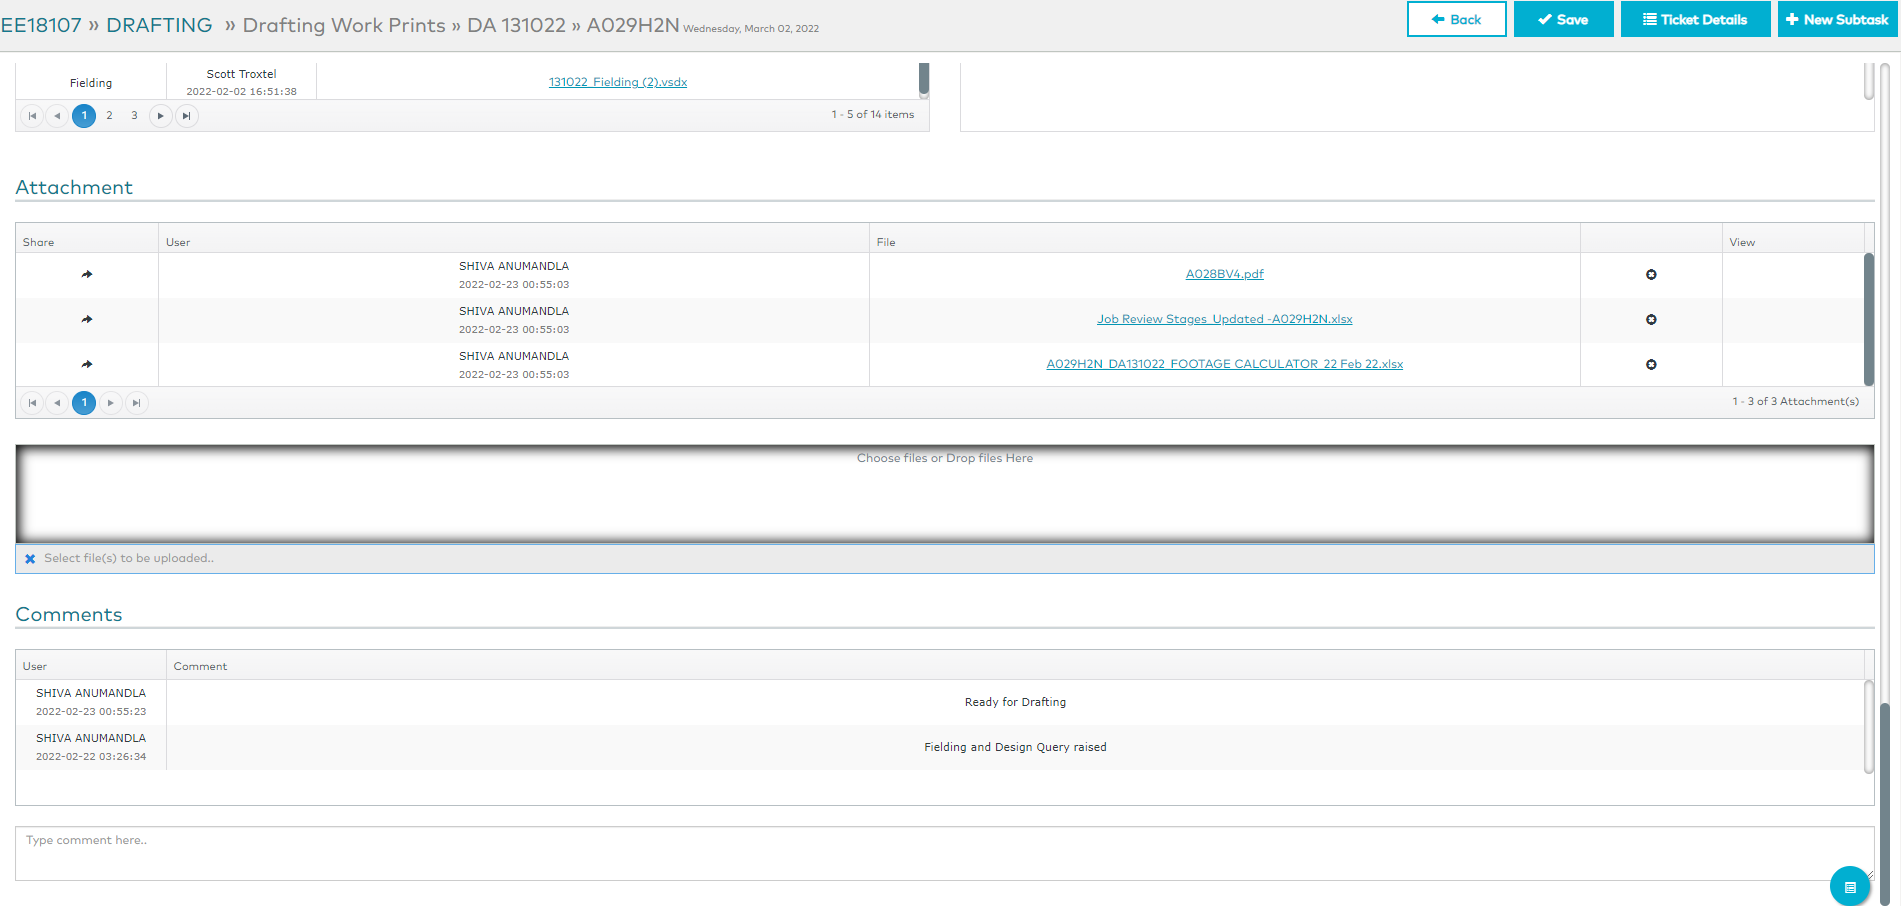 EE18107 » DRAFTING » Drafting Work Prints » DA 131022 » A029H2N Wednesday, March 02, 2022
Back
Save
Ticket Details
New Subtask
Fielding
Scott Troxtel
2022-02-02 16:51:38
131022_Fielding (2).vsdx
1 2 3
1 - 5 of 14 items
Attachment
Share User File View
SHIVA ANUMANDLA
2022-02-23 00:55:03
A028BV4.pdf
SHIVA ANUMANDLA
2022-02-23 00:55:03
Job Review Stages_Updated -A029H2N.xlsx
SHIVA ANUMANDLA
2022-02-23 00:55:03
A029H2N_DA131022_FOOTAGE CALCULATOR_22 Feb 22.xlsx
1
1 - 3 of 3 Attachment(s)
Choose files or Drop files Here
Select file(s) to be uploaded..
Comments
User Comment
SHIVA ANUMANDLA
2022-02-23 00:55:23
Ready for Drafting
SHIVA ANUMANDLA
2022-02-22 03:26:34
Fielding and Design Query raised
Type comment here..